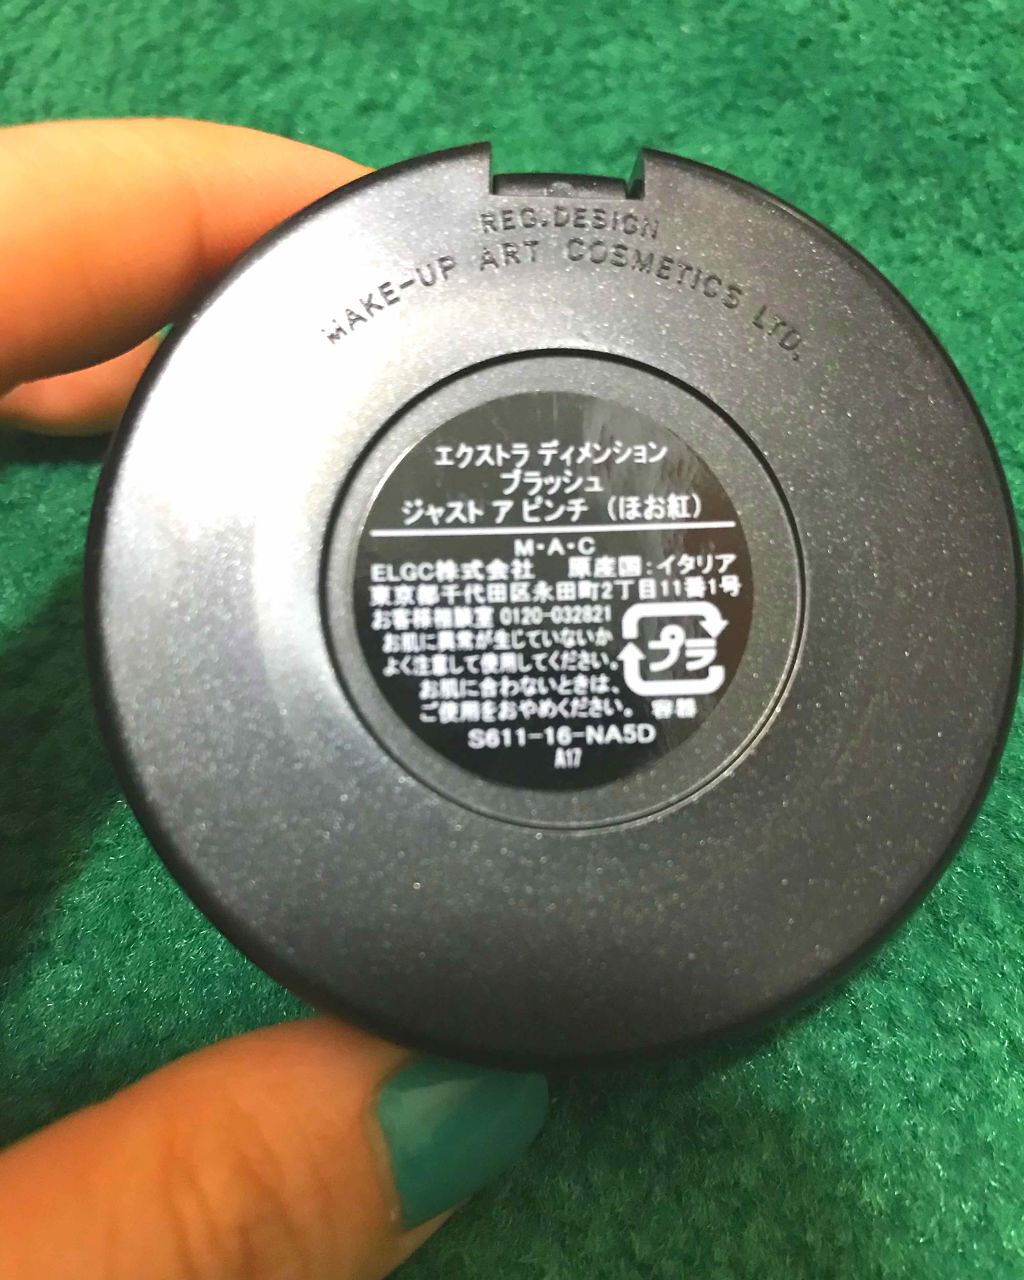 REG.DESIGN
MAKE-UP ART COSMETICS LTD.
エクストラ ディメンション
ブラッシュ
ジャスト ア ピンチ （ほお紅）
M・A・C
ELGC株式会社 原産国：イタリア
東京都千代田区永田町2丁目11番1号
お客様相談室 0120-032821
お肌に異常が生じていないか
よく注意して使用してください。
プラ
お肌に合わないときは、
ご使用をおやめください。 容器
S611-16-NA5D
A17